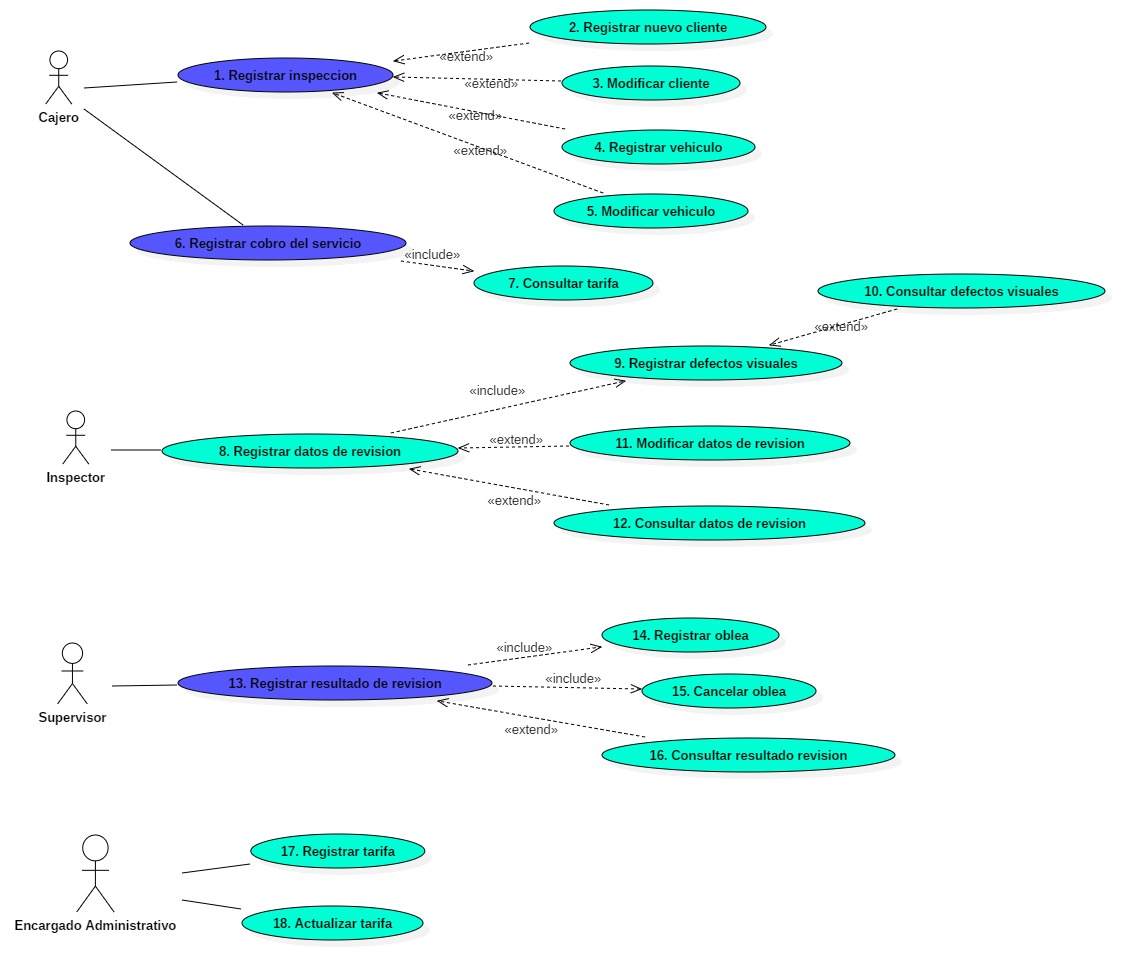 2. Registrar nuevo cliente
«extend»
1. Registrar inspeccion
3. Modificar cliente
«extend»
Cajero
«extend»
4. Registrar vehiculo
«extend»
5. Modificar vehiculo
6. Registrar cobro del servicio
«include»
7. Consultar tarifa
10. Consultar defectos visuales
«extend»
9. Registrar defectos visuales
«include»
Inspector
8. Registrar datos de revision
«extend»
11. Modificar datos de revision
«extend»
12. Consultar datos de revision
14. Registrar oblea
«include»
Supervisor
13. Registrar resultado de revision
«include»
15. Cancelar oblea
«extend»
16. Consultar resultado revision
17. Registrar tarifa
Encargado Administrativo
18. Actualizar tarifa